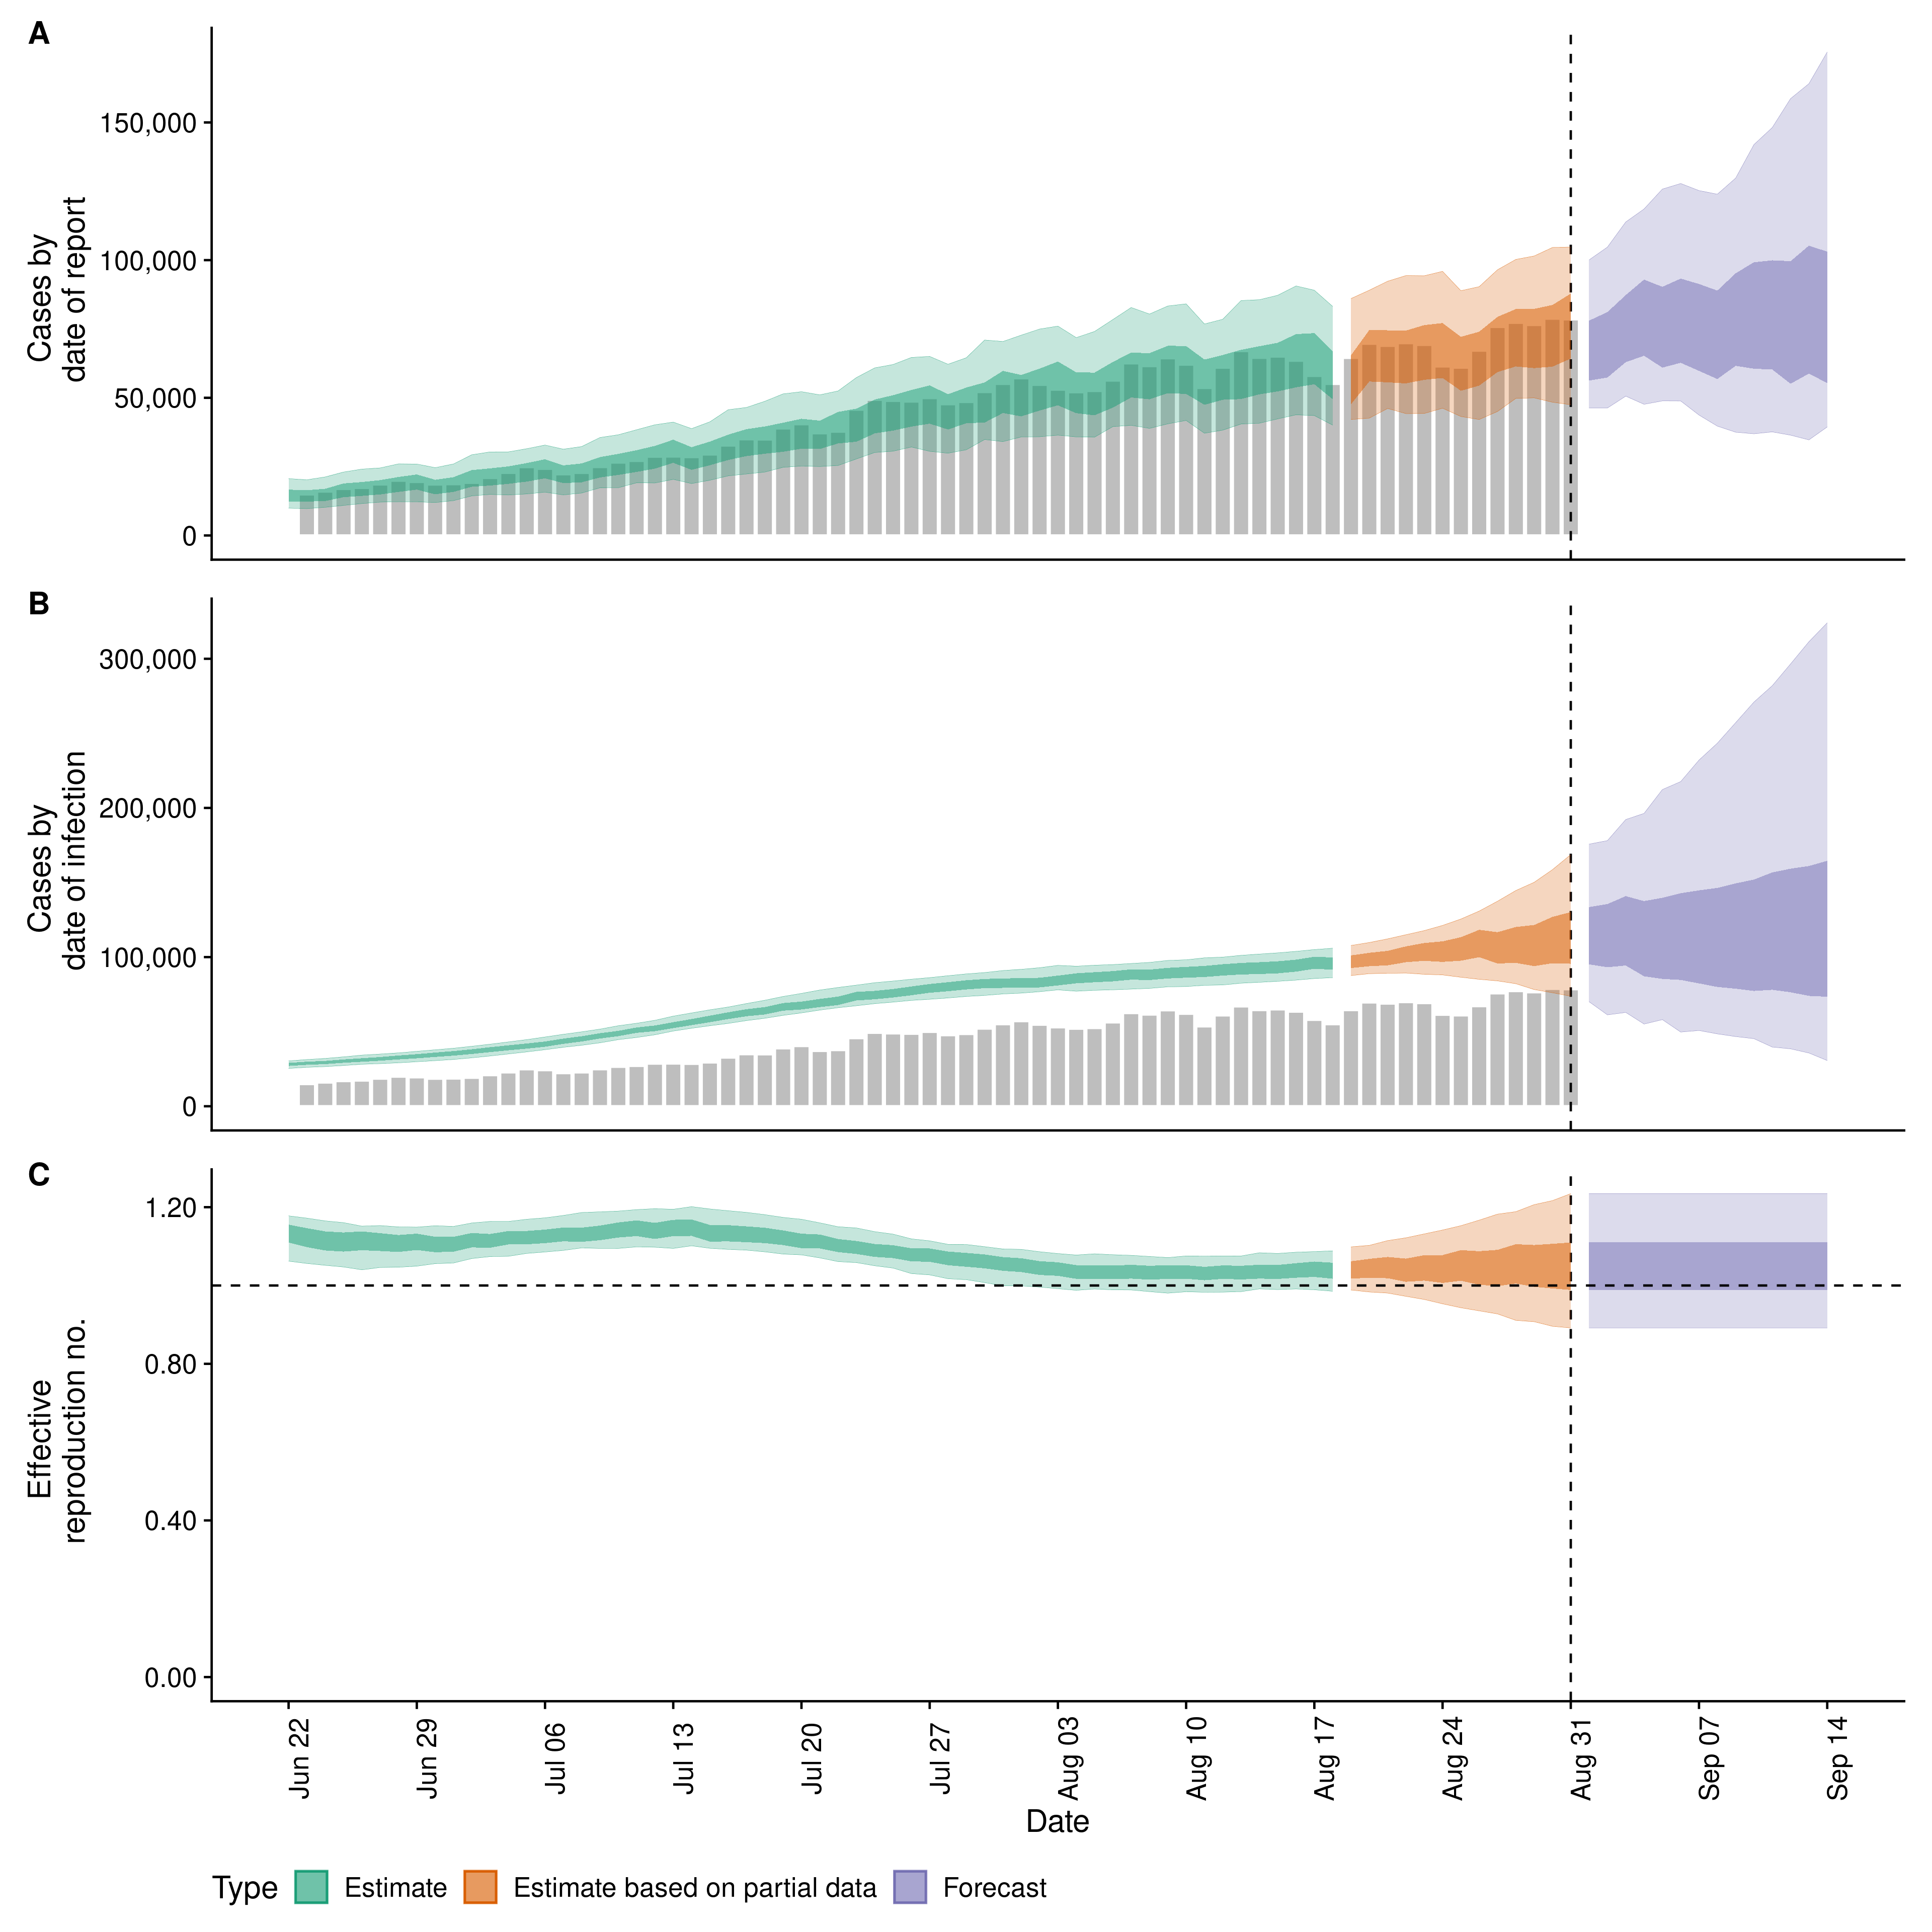 A
Cases by
date of report
150,000
100,000
50,000
0
B
Cases by
date of infection
300,000
200,000
100,000
0
C
Effective
reproduction no.
1.20
0.80
0.40
0.00
Jun 22
Jun 29
Jul 06
Jul 13
Jul 20
Jul 27
Aug 03
Aug 10
Aug 17
Aug 24
Aug 31
Sep 07
Sep 14
Date
Type Estimate Estimate based on partial data Forecast